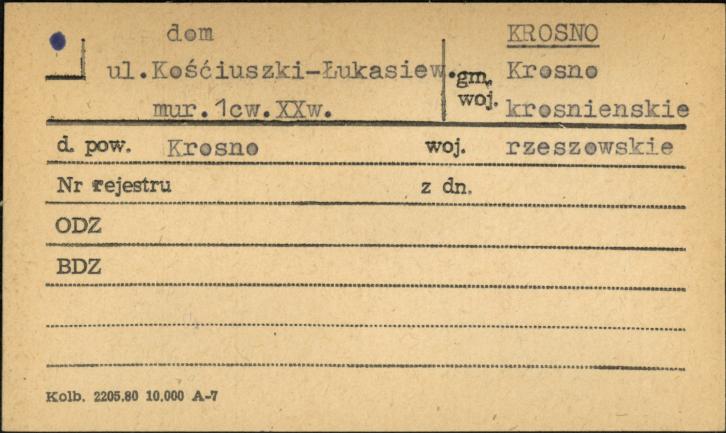 dom KROSNO
ul.Kośćiuszki-Łukasiew. gm. Krosno
mur.1cw.XXw. woj. krosnienskie
d. pow. Krosno woj. rzeszowskie
Nr rejestru z dn.
ODZ
BDZ
Kolb. 2205.80 10.000 A-7